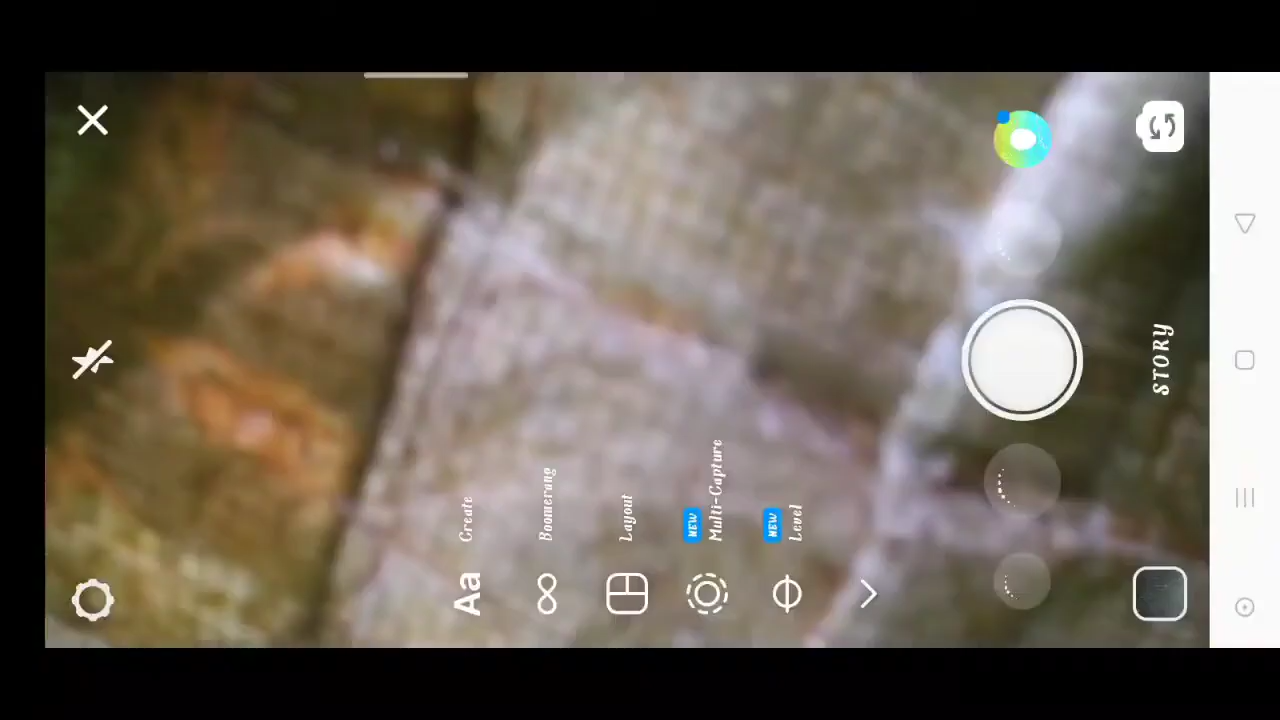 Aa Create
Boomerang
Layout
NEW Multi-Capture
NEW Level
STORY